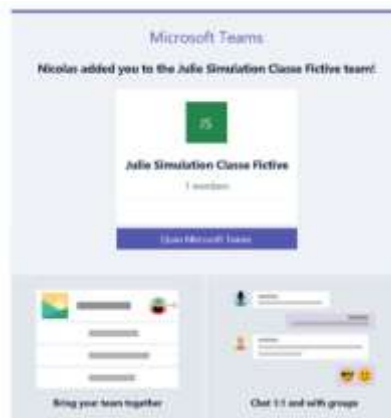 Microsoft Teams
Nicolas added you to the Julie Simulation Classe Fictive team!
JS
Julie Simulation Classe Fictive
1 members
Open Microsoft Teams
Bring your team together
Chat 1:1 and with groups